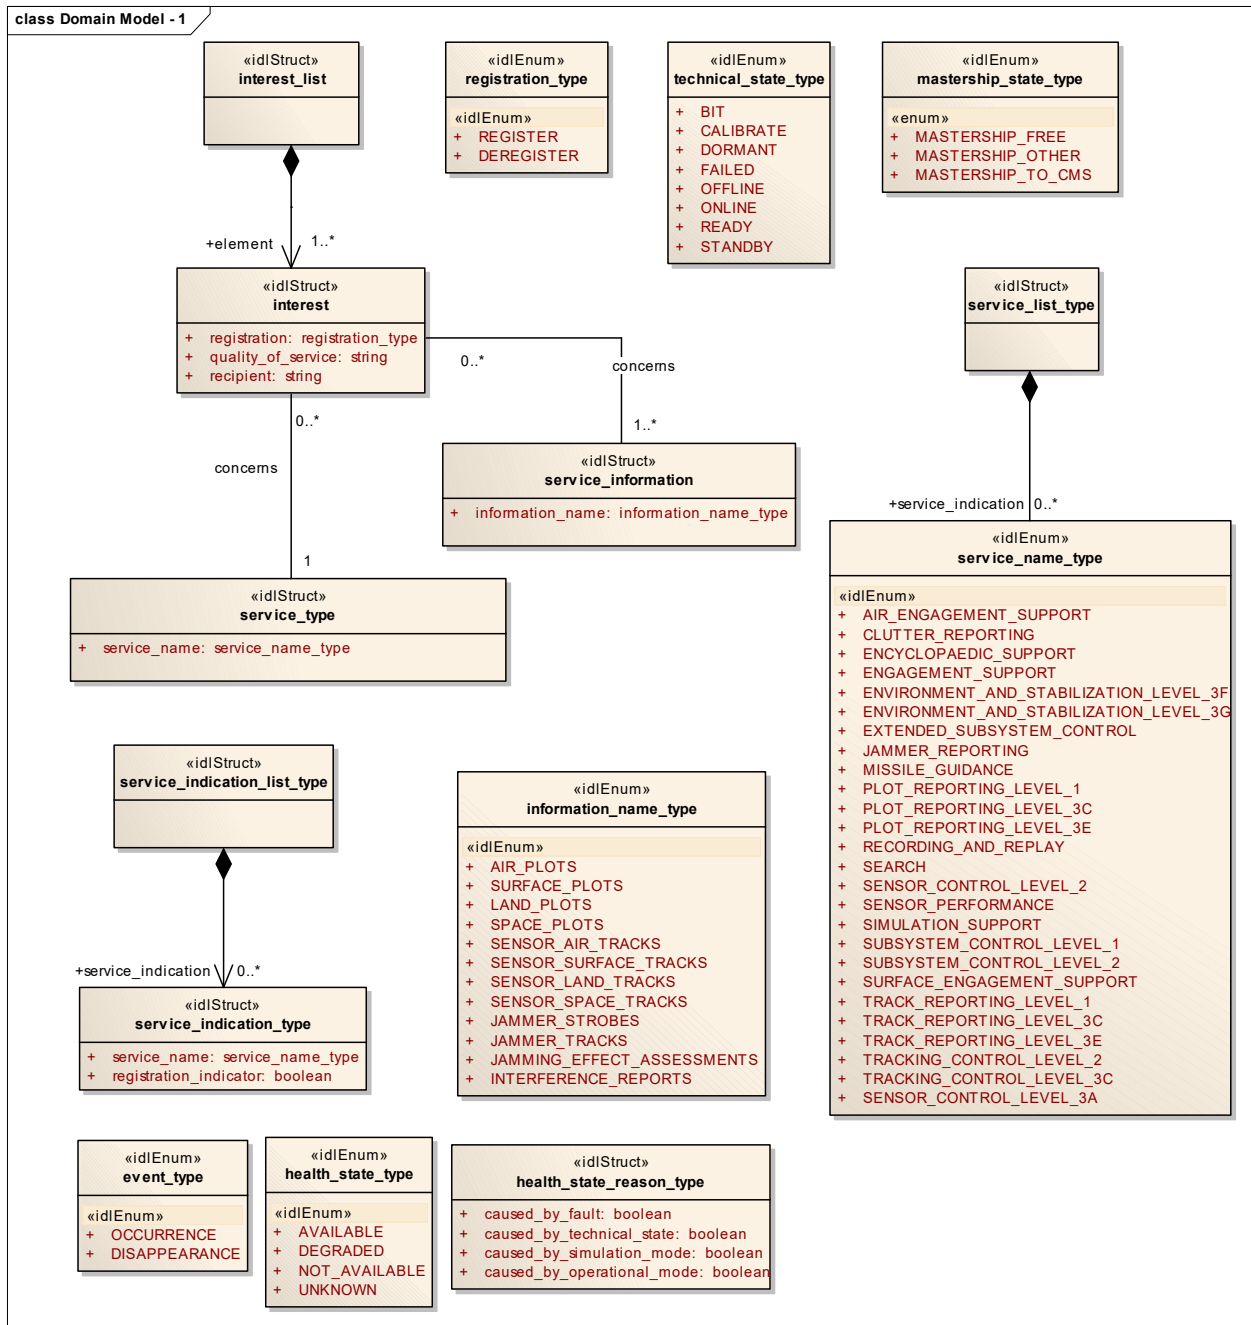 class Domain Model - 1
«idlStruct»
interest_list
«idlEnum»
registration_type
«idlEnum»
+ REGISTER
+ DEREGISTER
«idlEnum»
technical_state_type
+ BIT
+ CALIBRATE
+ DORMANT
+ FAILED
+ OFFLINE
+ ONLINE
+ READY
+ STANDBY
«idlEnum»
mastership_state_type
«enum»
+ MASTERSHIP_FREE
+ MASTERSHIP_OTHER
+ MASTERSHIP_TO_CMS
+element
1..*
«idlStruct»
interest
+ registration: registration_type
+ quality_of_service: string
+ recipient: string
0..*
concerns
1..*
«idlStruct»
service_list_type
0..*
concerns
1
«idlStruct»
service_information
+ information_name: information_name_type
+service_indication
0..*
«idlStruct»
service_type
+ service_name: service_name_type
«idlEnum»
service_name_type
«idlEnum»
+ AIR_ENGAGEMENT_SUPPORT
+ CLUTTER_REPORTING
+ ENCYCLOPAEDIC_SUPPORT
+ ENGAGEMENT_SUPPORT
+ ENVIRONMENT_AND_STABILIZATION_LEVEL_3F
+ ENVIRONMENT_AND_STABILIZATION_LEVEL_3G
+ EXTENDED_SUBSYSTEM_CONTROL
+ JAMMER_REPORTING
+ MISSILE_GUIDANCE
+ PLOT_REPORTING_LEVEL_1
+ PLOT_REPORTING_LEVEL_3C
+ PLOT_REPORTING_LEVEL_3E
+ RECORDING_AND_REPLAY
+ SEARCH
+ SENSOR_CONTROL_LEVEL_2
+ SENSOR_PERFORMANCE
+ SIMULATION_SUPPORT
+ SUBSYSTEM_CONTROL_LEVEL_1
+ SUBSYSTEM_CONTROL_LEVEL_2
+ SURFACE_ENGAGEMENT_SUPPORT
+ TRACK_REPORTING_LEVEL_1
+ TRACK_REPORTING_LEVEL_3C
+ TRACK_REPORTING_LEVEL_3E
+ TRACKING_CONTROL_LEVEL_2
+ TRACKING_CONTROL_LEVEL_3C
+ SENSOR_CONTROL_LEVEL_3A
«idlStruct»
service_indication_list_type
+service_indication
0..*
«idlStruct»
service_indication_type
+ service_name: service_name_type
+ registration_indicator: boolean
«idlEnum»
information_name_type
«idlEnum»
+ AIR_PLOTS
+ SURFACE_PLOTS
+ LAND_PLOTS
+ SPACE_PLOTS
+ SENSOR_AIR_TRACKS
+ SENSOR_SURFACE_TRACKS
+ SENSOR_LAND_TRACKS
+ SENSOR_SPACE_TRACKS
+ JAMMER_STROBES
+ JAMMER_TRACKS
+ JAMMING_EFFECT_ASSESSMENTS
+ INTERFERENCE_REPORTS
«idlEnum»
event_type
«idlEnum»
+ OCCURRENCE
+ DISAPPEARANCE
«idlEnum»
health_state_type
«idlEnum»
+ AVAILABLE
+ DEGRADED
+ NOT_AVAILABLE
+ UNKNOWN
«idlStruct»
health_state_reason_type
+ caused_by_fault: boolean
+ caused_by_technical_state: boolean
+ caused_by_simulation_mode: boolean
+ caused_by_operational_mode: boolean